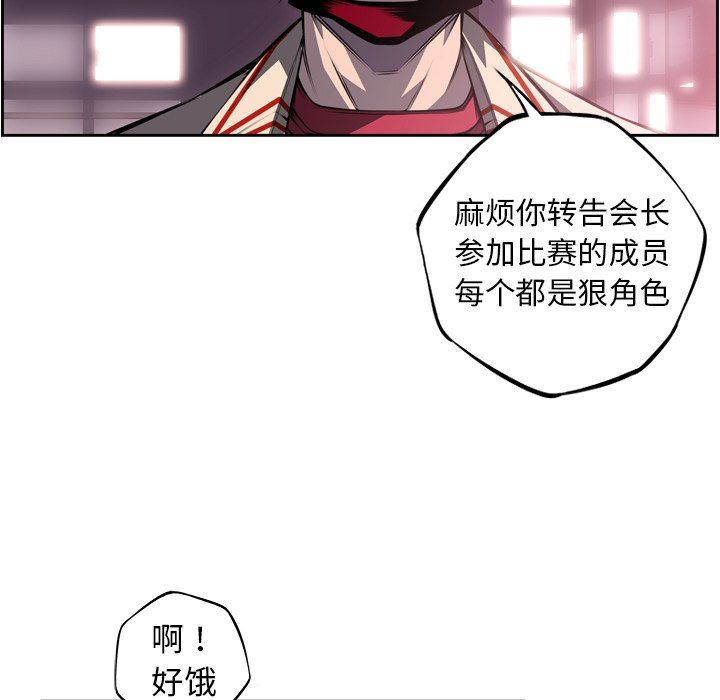 麻烦你转告会长
参加比赛的成员
每个都是狠角色
啊！
好饿